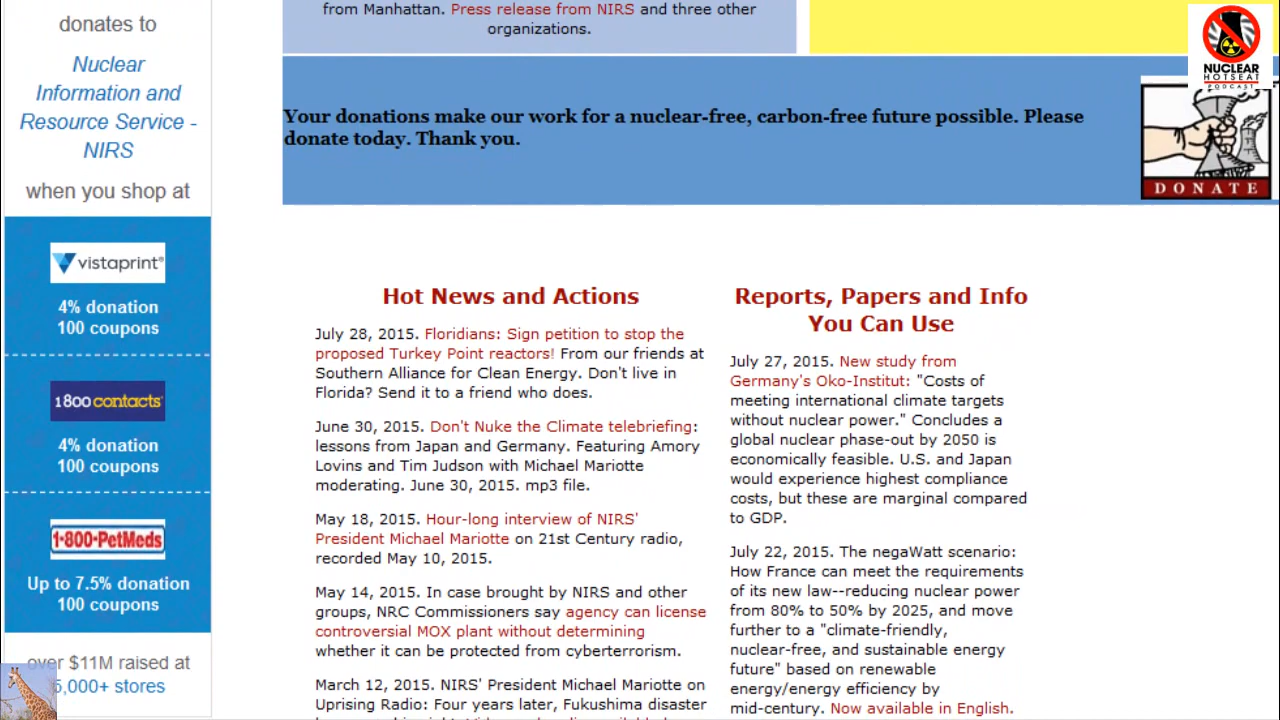 donates to
Nuclear
Information and
Resource Service -
NIRS
when you shop at
vistaprint®
4% donation
100 coupons
1800 contacts
4% donation
100 coupons
1-800-PetMeds
Up to 7.5% donation
100 coupons
over $11M raised at
5,000+ stores
from Manhattan. Press release from NIRS and three other
organizations.
NUCLEAR
HOTSEAT
PODCAST
Your donations make our work for a nuclear-free, carbon-free future possible. Please
donate today. Thank you.
DONATE
Hot News and Actions
July 28, 2015. Floridians: Sign petition to stop the
proposed Turkey Point reactors! From our friends at
Southern Alliance for Clean Energy. Don't live in
Florida? Send it to a friend who does.
June 30, 2015. Don't Nuke the Climate telebriefing:
lessons from Japan and Germany. Featuring Amory
Lovins and Tim Judson with Michael Mariotte
moderating. June 30, 2015. mp3 file.
May 18, 2015. Hour-long interview of NIRS'
President Michael Mariotte on 21st Century radio,
recorded May 10, 2015.
May 14, 2015. In case brought by NIRS and other
groups, NRC Commissioners say agency can license
controversial MOX plant without determining
whether it can be protected from cyberterrorism.
March 12, 2015. NIRS' President Michael Mariotte on
Uprising Radio: Four years later, Fukushima disaster
Reports, Papers and Info
You Can Use
July 27, 2015. New study from
Germany's Oko-Institut: "Costs of
meeting international climate targets
without nuclear power." Concludes a
global nuclear phase-out by 2050 is
economically feasible. U.S. and Japan
would experience highest compliance
costs, but these are marginal compared
to GDP.
July 22, 2015. The negaWatt scenario:
How France can meet the requirements
of its new law--reducing nuclear power
from 80% to 50% by 2025, and move
further to a "climate-friendly,
nuclear-free, and sustainable energy
future" based on renewable
energy/energy efficiency by
mid-century. Now available in English.